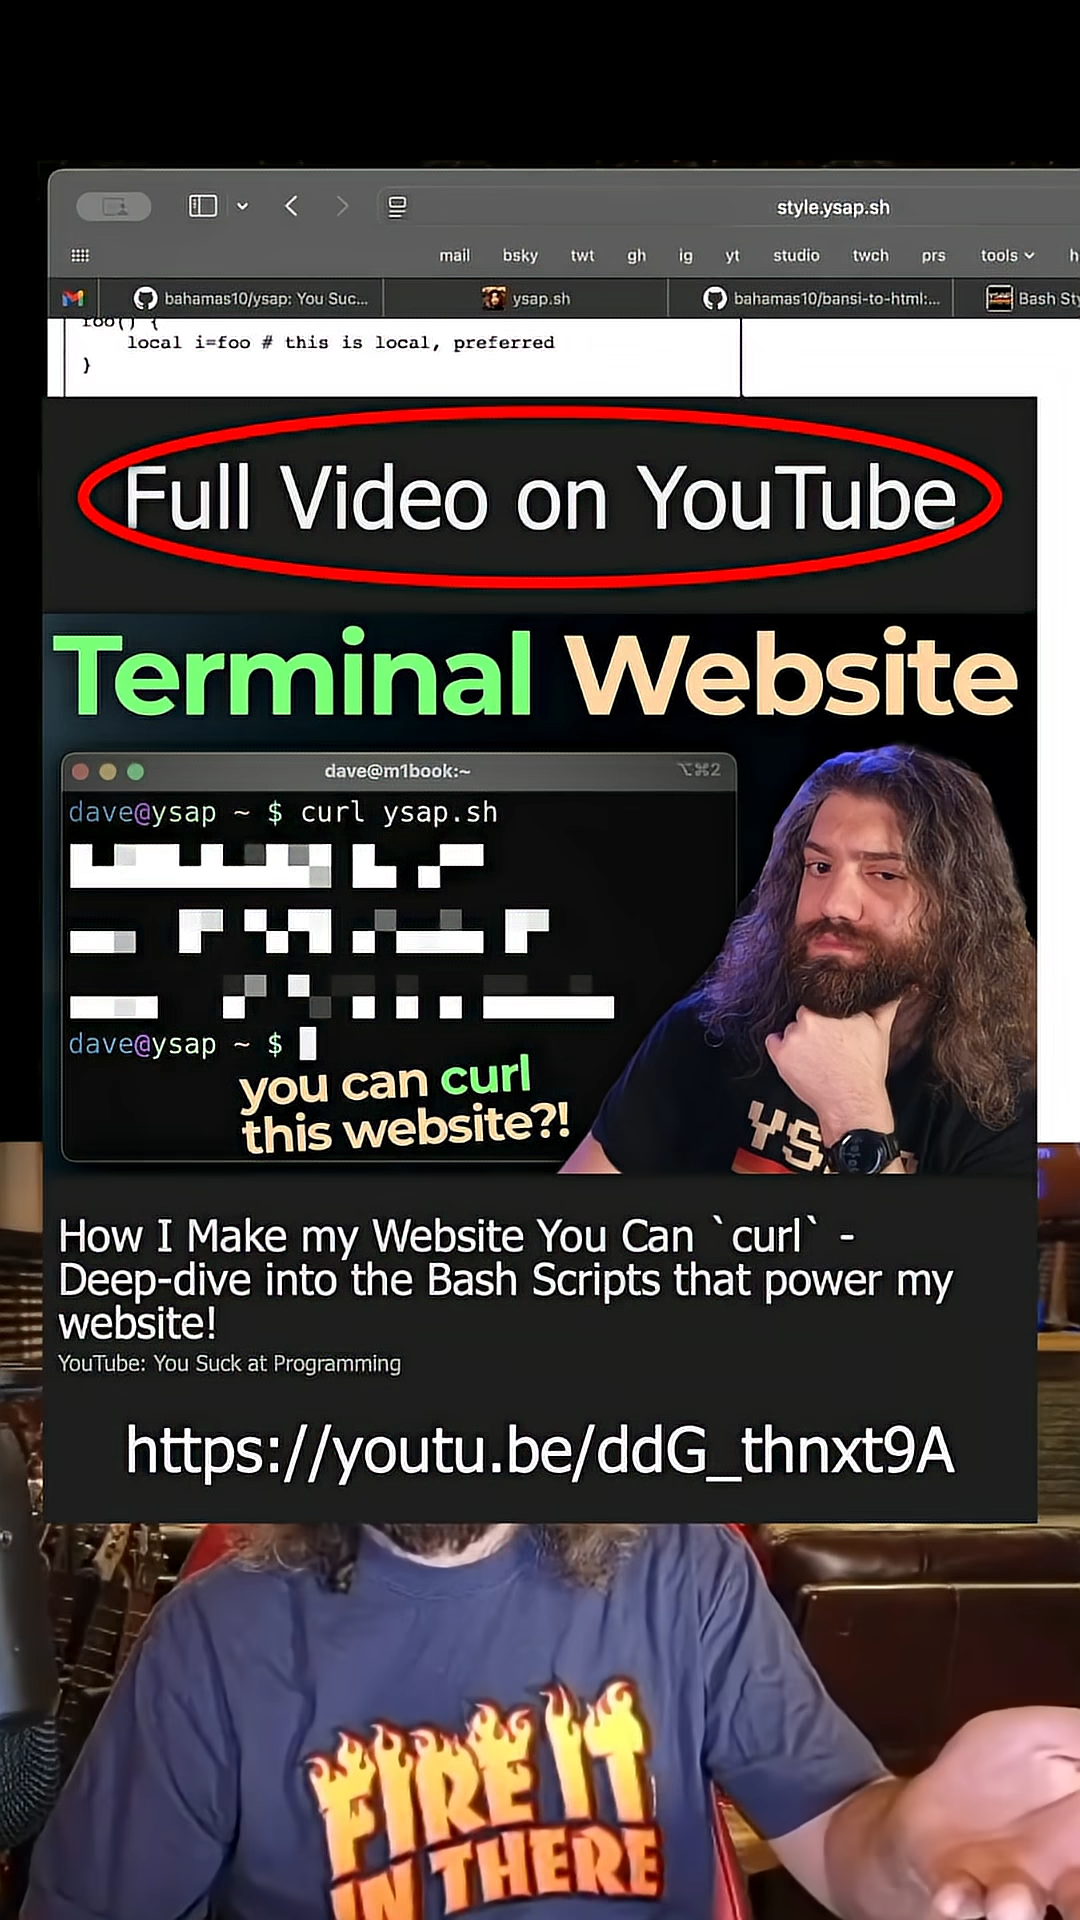 style.ysap.sh
mail bsky twt gh ig yt studio twch prs tools
bahamas10/ysap: You Suc... ysap.sh bahamas10/bansi-to-html:... Bash Sty
foo() {
local i=foo # this is local, preferred
}
Full Video on YouTube
Terminal Website
dave@m1book:~ ⌥⌘2
dave@ysap ~ $ curl ysap.sh
dave@ysap ~ $
you can curl
this website?!
YS
How I Make my Website You Can `curl` -
Deep-dive into the Bash Scripts that power my
website!
YouTube: You Suck at Programming
https://youtu.be/ddG_thnxt9A
FIRE IT
IN THERE